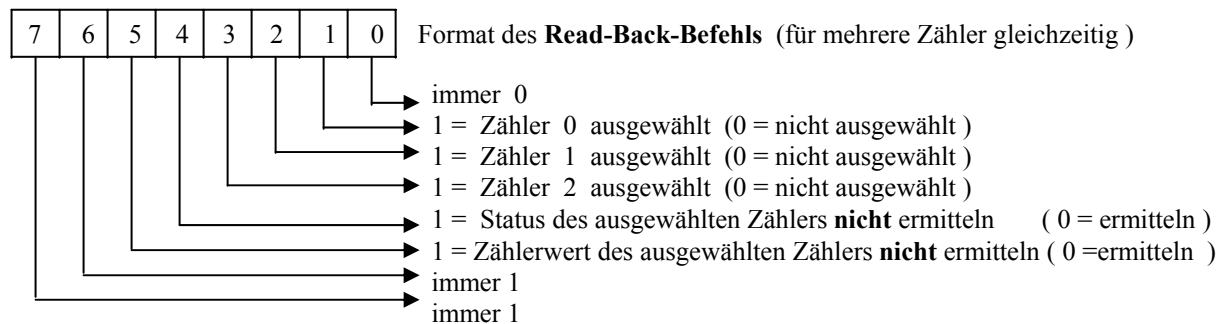 7 6 5 4 3 2 1 0 Format des Read-Back-Befehls (für mehrere Zähler gleichzeitig )
immer 0
1 = Zähler 0 ausgewählt (0 = nicht ausgewählt )
1 = Zähler 1 ausgewählt (0 = nicht ausgewählt )
1 = Zähler 2 ausgewählt (0 = nicht ausgewählt )
1 = Status des ausgewählten Zählers nicht ermitteln ( 0 = ermitteln )
1 = Zählerwert des ausgewählten Zählers nicht ermitteln ( 0 =ermitteln )
immer 1
immer 1